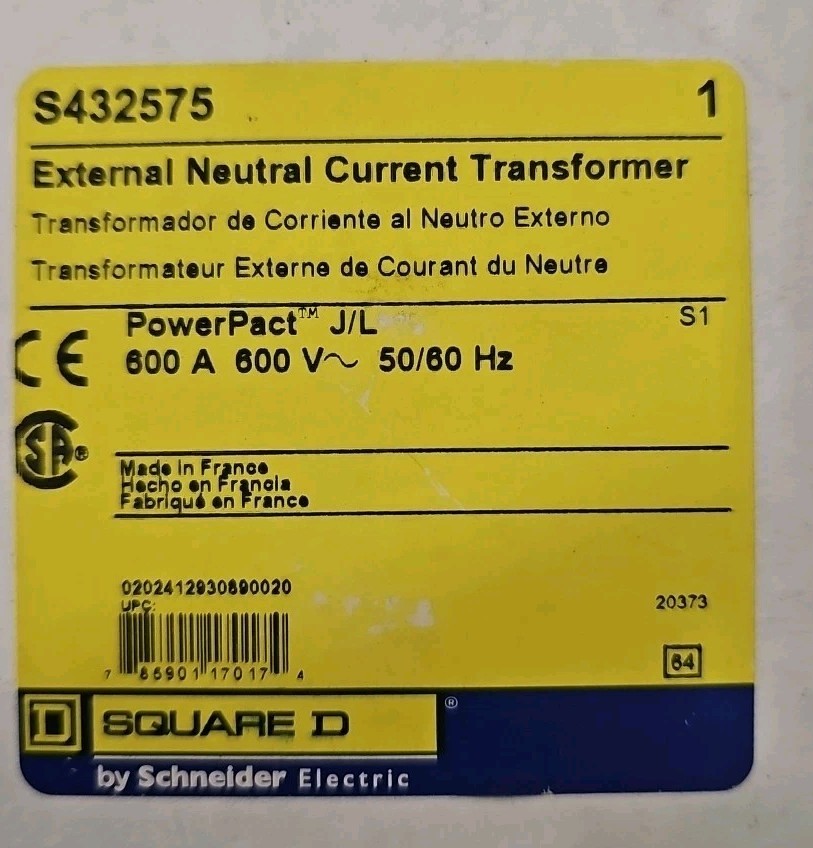 S432575 1
External Neutral Current Transformer
Transformador de Corriente al Neutro Externo
Transformateur Externe de Courant du Neutre
PowerPact™ J/L S1
CE 600 A 600 V~ 50/60 Hz
SA®
Made in France
Hecho en Francia
Fabriqué en France
0202412930890020
UPC: 20373
7 86901 17017 4
64
SQUARE D ®
by Schneider Electric